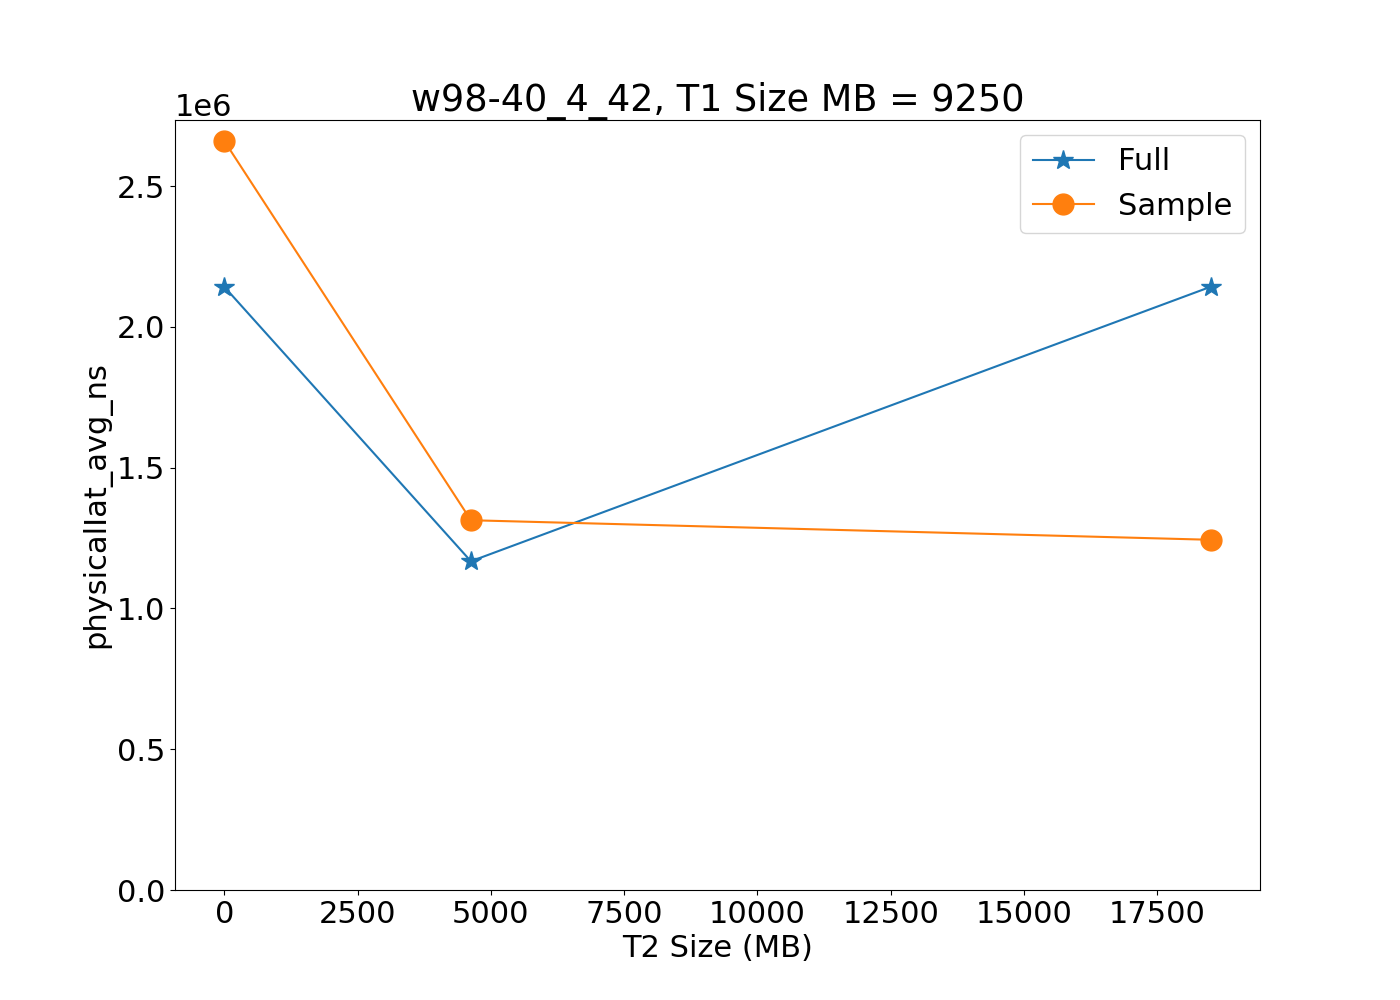 w98-40_4_42, T1 Size MB = 9250
1e6
Full
Sample
2.5
2.0
1.5
1.0
0.5
0.0
physicallat_avg_ns
0 2500 5000 7500 10000 12500 15000 17500
T2 Size (MB)